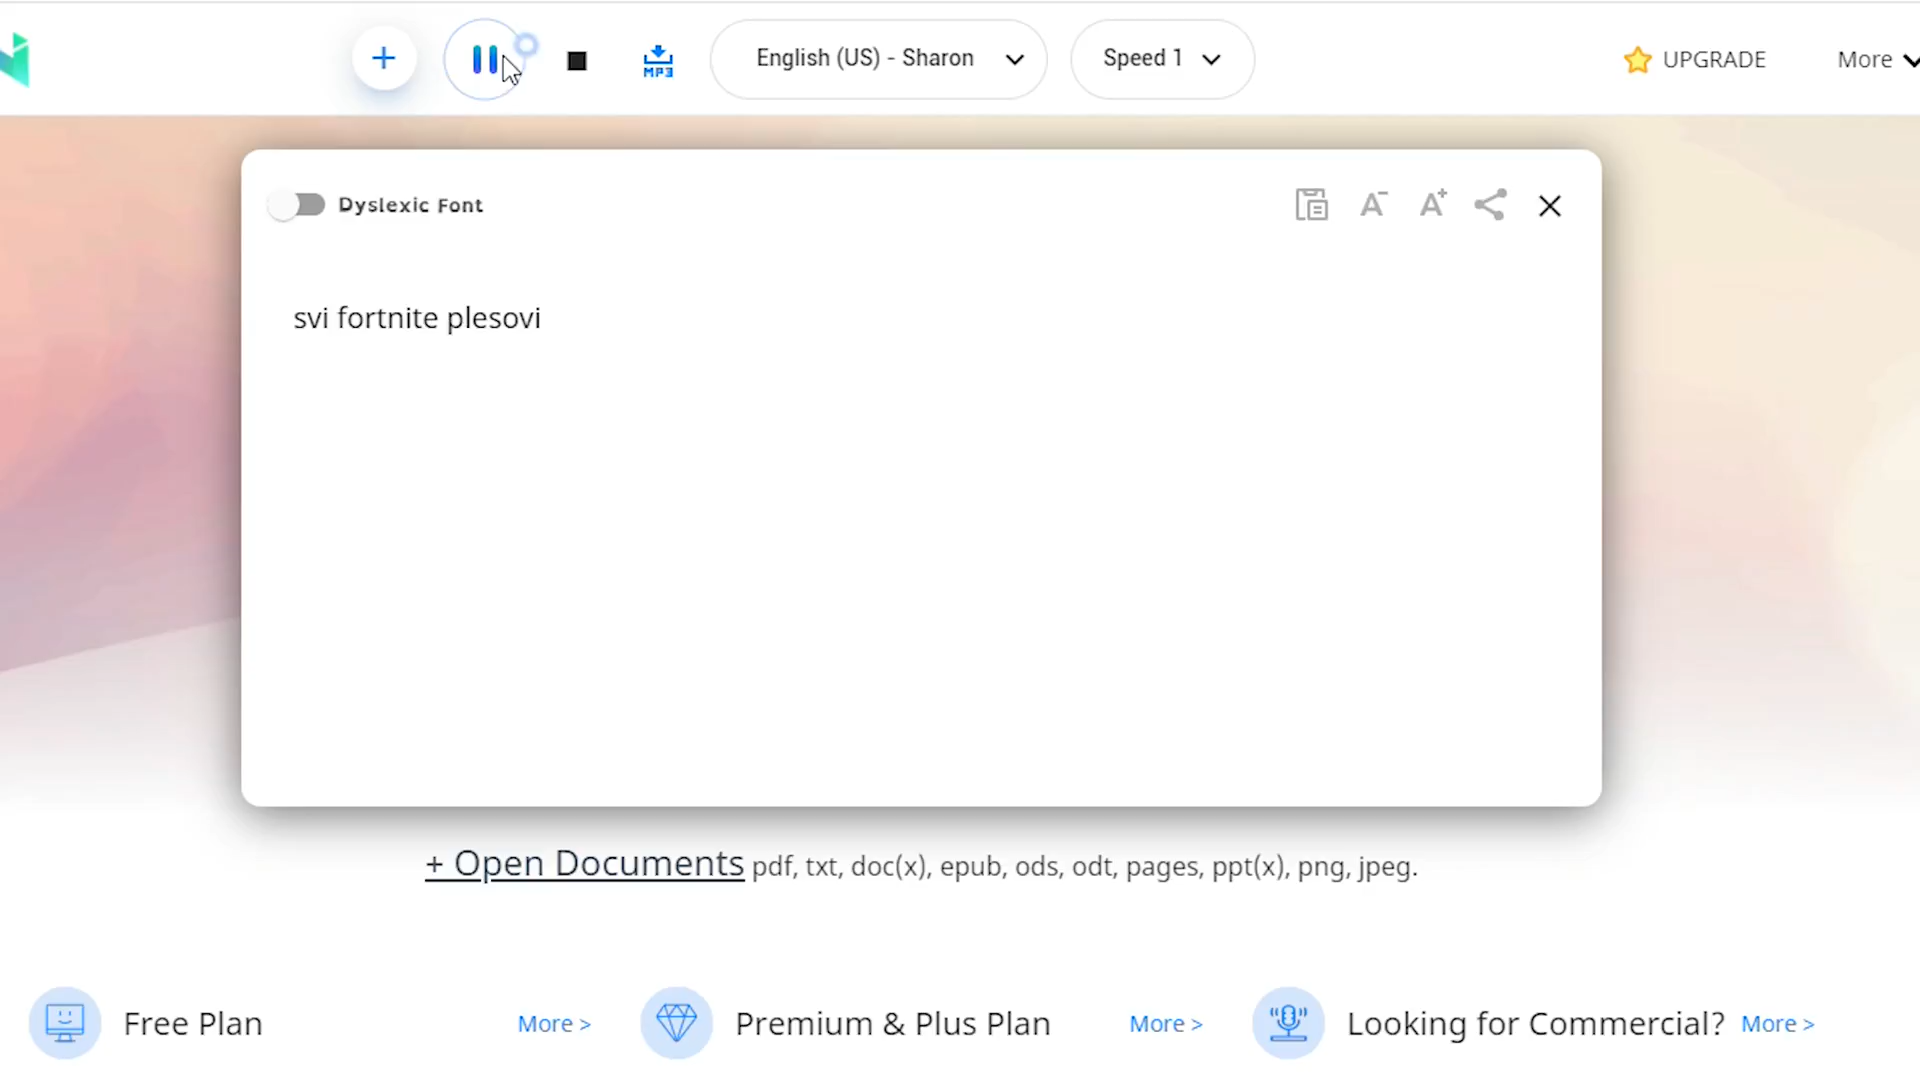 MP3 English (US) - Sharon Speed 1 UPGRADE More
Dyslexic Font A- A+
svi fortnite plesovi
+ Open Documents pdf, txt, doc(x), epub, ods, odt, pages, ppt(x), png, jpeg.
Free Plan More > Premium & Plus Plan More > Looking for Commercial? More >